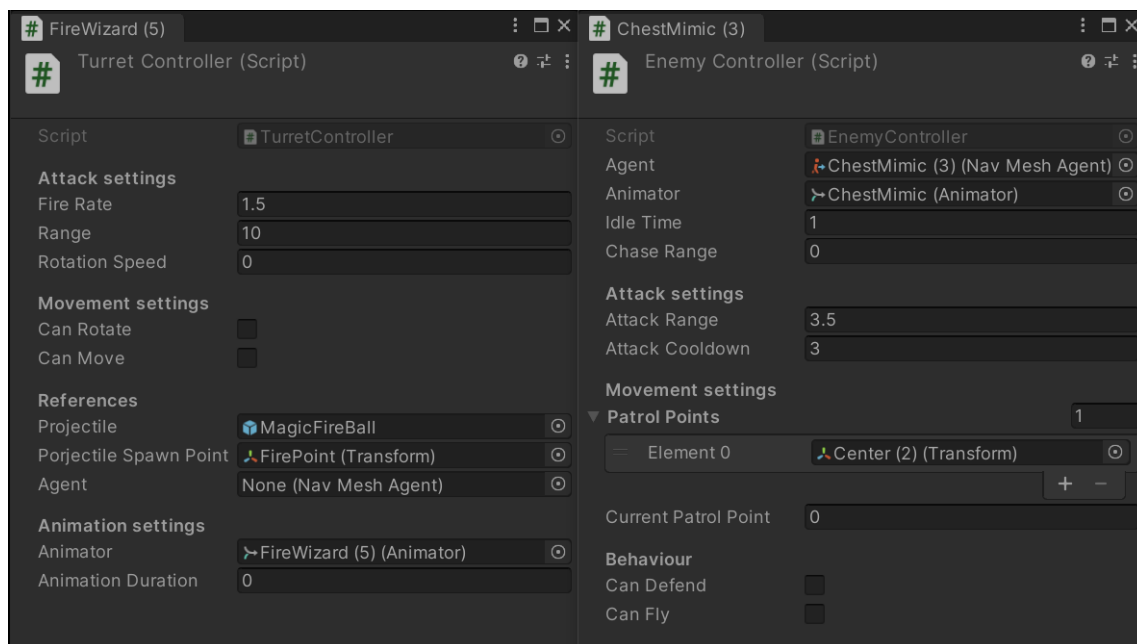 FireWizard (5)
Turret Controller (Script)
Script TurretController
Attack settings
Fire Rate 1.5
Range 10
Rotation Speed 0
Movement settings
Can Rotate
Can Move
References
Projectile MagicFireBall
Porjectile Spawn Point FirePoint (Transform)
Agent None (Nav Mesh Agent)
Animation settings
Animator FireWizard (5) (Animator)
Animation Duration 0
ChestMimic (3)
Enemy Controller (Script)
Script EnemyController
Agent ChestMimic (3) (Nav Mesh Agent)
Animator ChestMimic (Animator)
Idle Time 1
Chase Range 0
Attack settings
Attack Range 3.5
Attack Cooldown 3
Movement settings
Patrol Points 1
Element 0 Center (2) (Transform)
Current Patrol Point 0
Behaviour
Can Defend
Can Fly